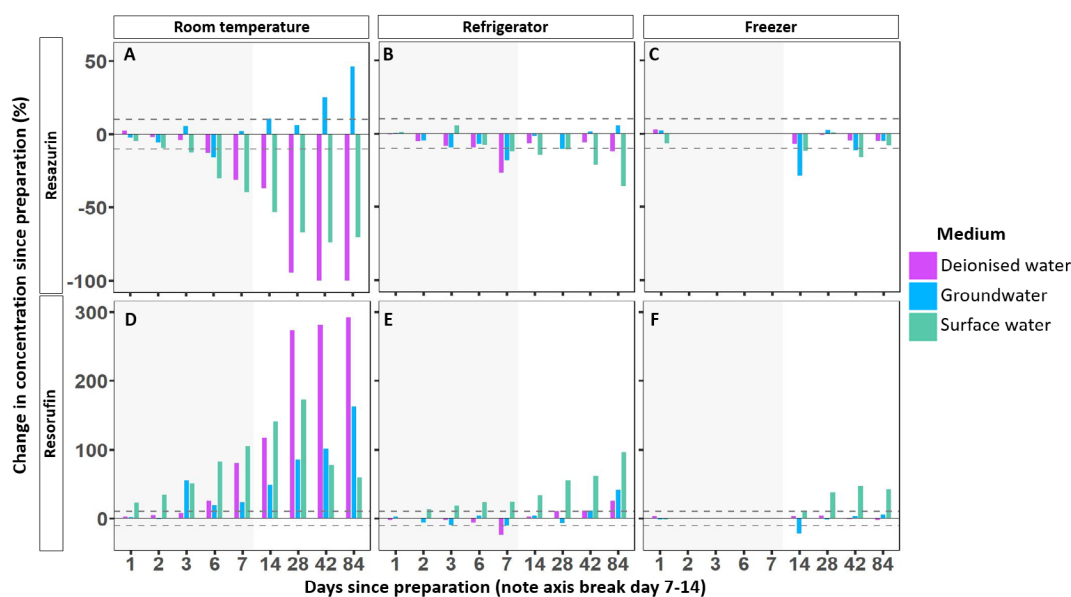 Room temperature Refrigerator Freezer
A B C
Change in concentration since preparation (%)
Resazurin
50
0
-50
-100
Medium
Deionised water
Groundwater
Surface water
D E F
Resorufin
300
200
100
0
1 2 3 6 7 14 28 42 84 1 2 3 6 7 14 28 42 84 1 2 3 6 7 14 28 42 84
Days since preparation (note axis break day 7-14)